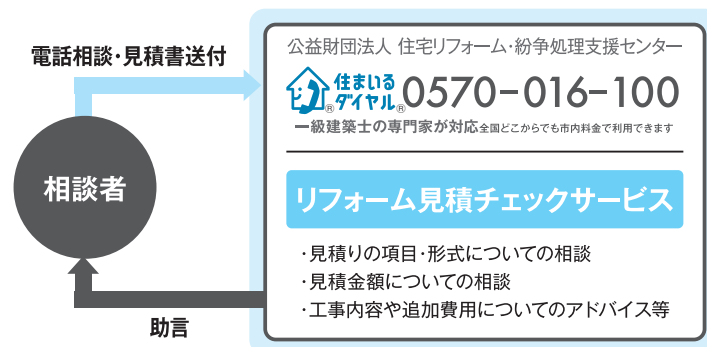 電話相談・見積書送付
相談者
助言
公益財団法人 住宅リフォーム・紛争処理支援センター
住まいる
ダイヤル
®
®
0570-016-100
一級建築士の専門家が対応 全国どこからでも市内料金で利用できます
リフォーム見積チェックサービス
・見積りの項目・形式についての相談
・見積金額についての相談
・工事内容や追加費用についてのアドバイス等